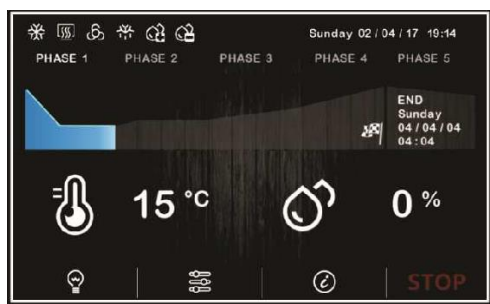 Sunday 02 / 04 / 17 19:14
PHASE 1 PHASE 2 PHASE 3 PHASE 4 PHASE 5
END
Sunday
04 / 04 / 04
04:04
15 °C 0 %
i STOP